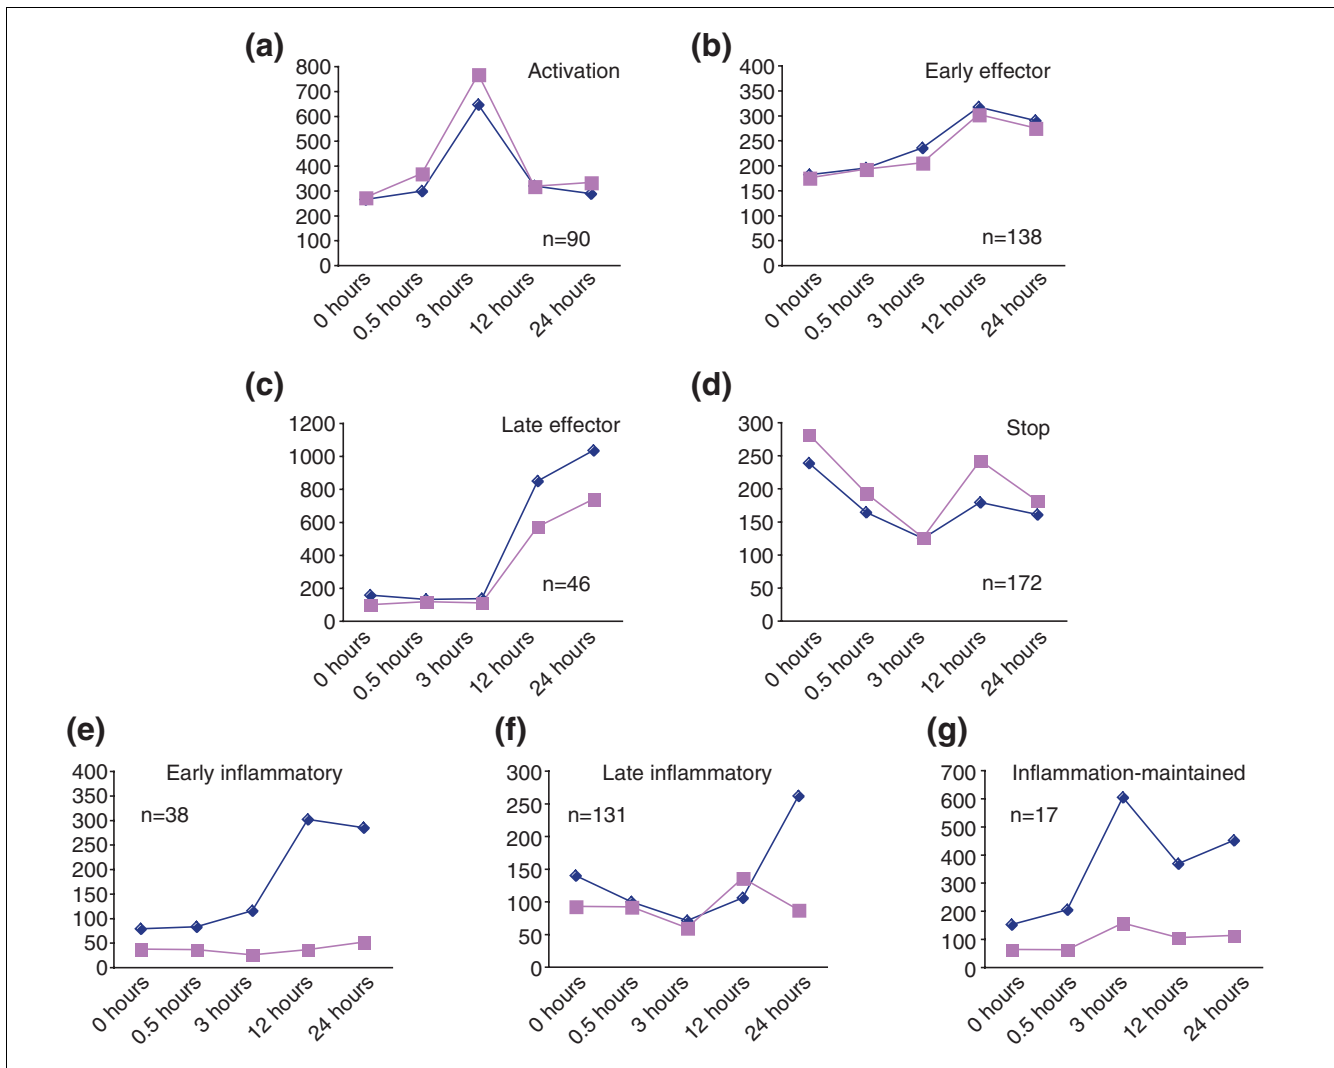 (a)
Activation
800
700
600
500
400
300
200
100
0
n=90
0 hours
0.5 hours
3 hours
12 hours
24 hours
(b)
Early effector
400
350
300
250
200
150
100
50
0
n=138
0 hours
0.5 hours
3 hours
12 hours
24 hours
(c)
Late effector
1200
1000
800
600
400
200
0
n=46
0 hours
0.5 hours
3 hours
12 hours
24 hours
(d)
Stop
300
250
200
150
100
50
0
n=172
0 hours
0.5 hours
3 hours
12 hours
24 hours
(e)
Early inflammatory
400
350
300
250
200
150
100
50
0
n=38
0 hours
0.5 hours
3 hours
12 hours
24 hours
(f)
Late inflammatory
300
250
200
150
100
50
0
n=131
0 hours
0.5 hours
3 hours
12 hours
24 hours
(g)
Inflammation-maintained
700
600
500
400
300
200
100
0
n=17
0 hours
0.5 hours
3 hours
12 hours
24 hours